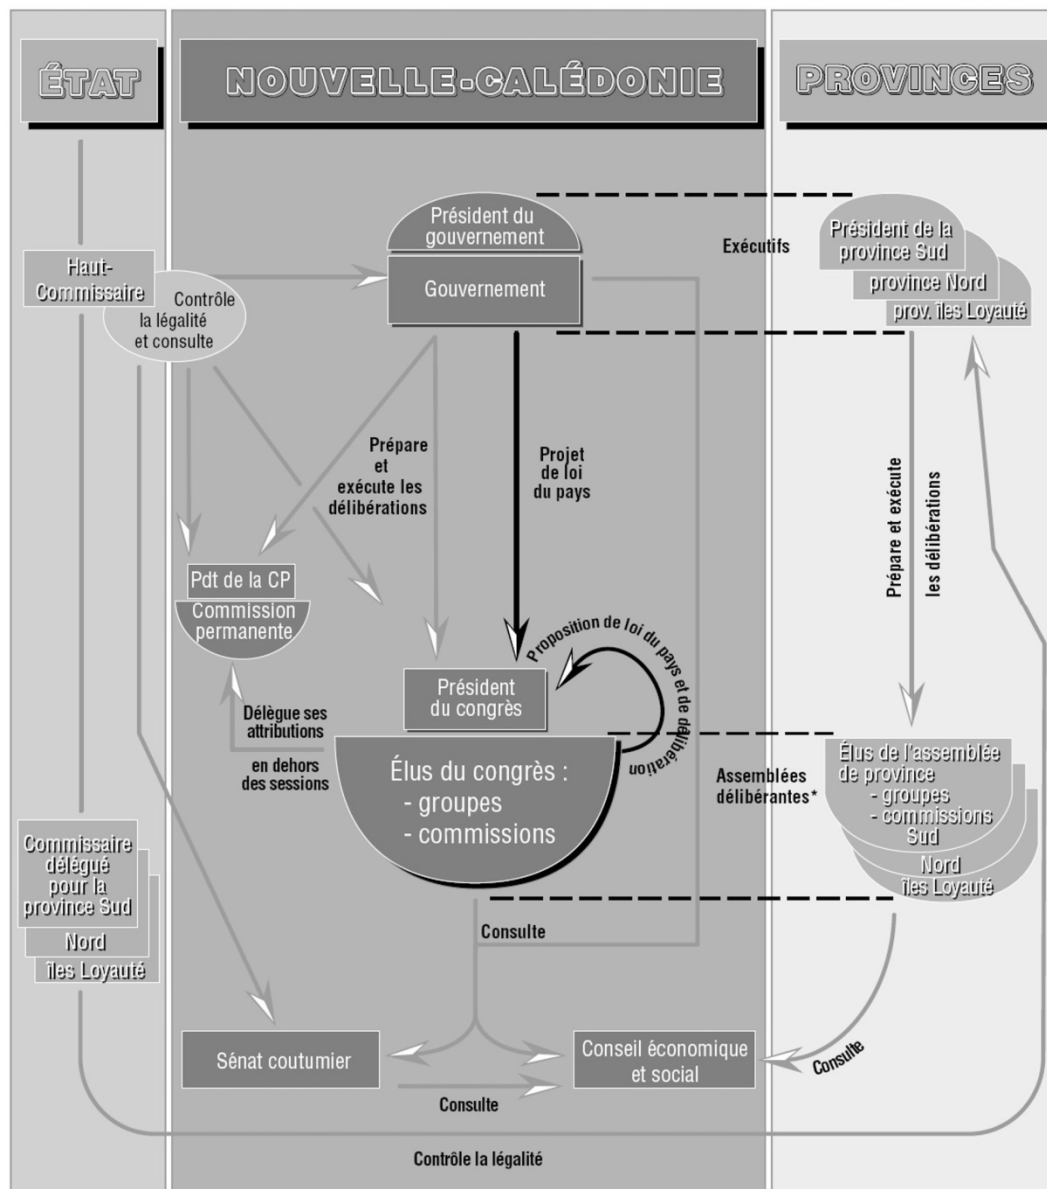 ÉTAT
NOUVELLE-CALÉDONIE
PROVINCES
Président du
gouvernement
Gouvernement
Exécutifs
Président de la
province Sud
province Nord
prov. îles Loyauté
Haut-
Commissaire
Contrôle
la légalité
et consulte
Prépare
et
exécute les
délibérations
Projet
de loi
du pays
Prépare et exécute
les délibérations
Pdt de la CP
Commission
permanente
Proposition de loi du pays et de délibération
Président
du congrès
Délègue ses
attributions
en dehors
des sessions
Élus du congrès :
- groupes
- commissions
Assemblées
délibérantes*
Élus de l'assemblée
de province
- groupes
- commissions
Sud
Nord
îles Loyauté
Commissaire
délégué
pour la
province Sud
Nord
îles Loyauté
Consulte
Sénat coutumier
Conseil économique
et social
Consulte
Consulte
Contrôle la légalité